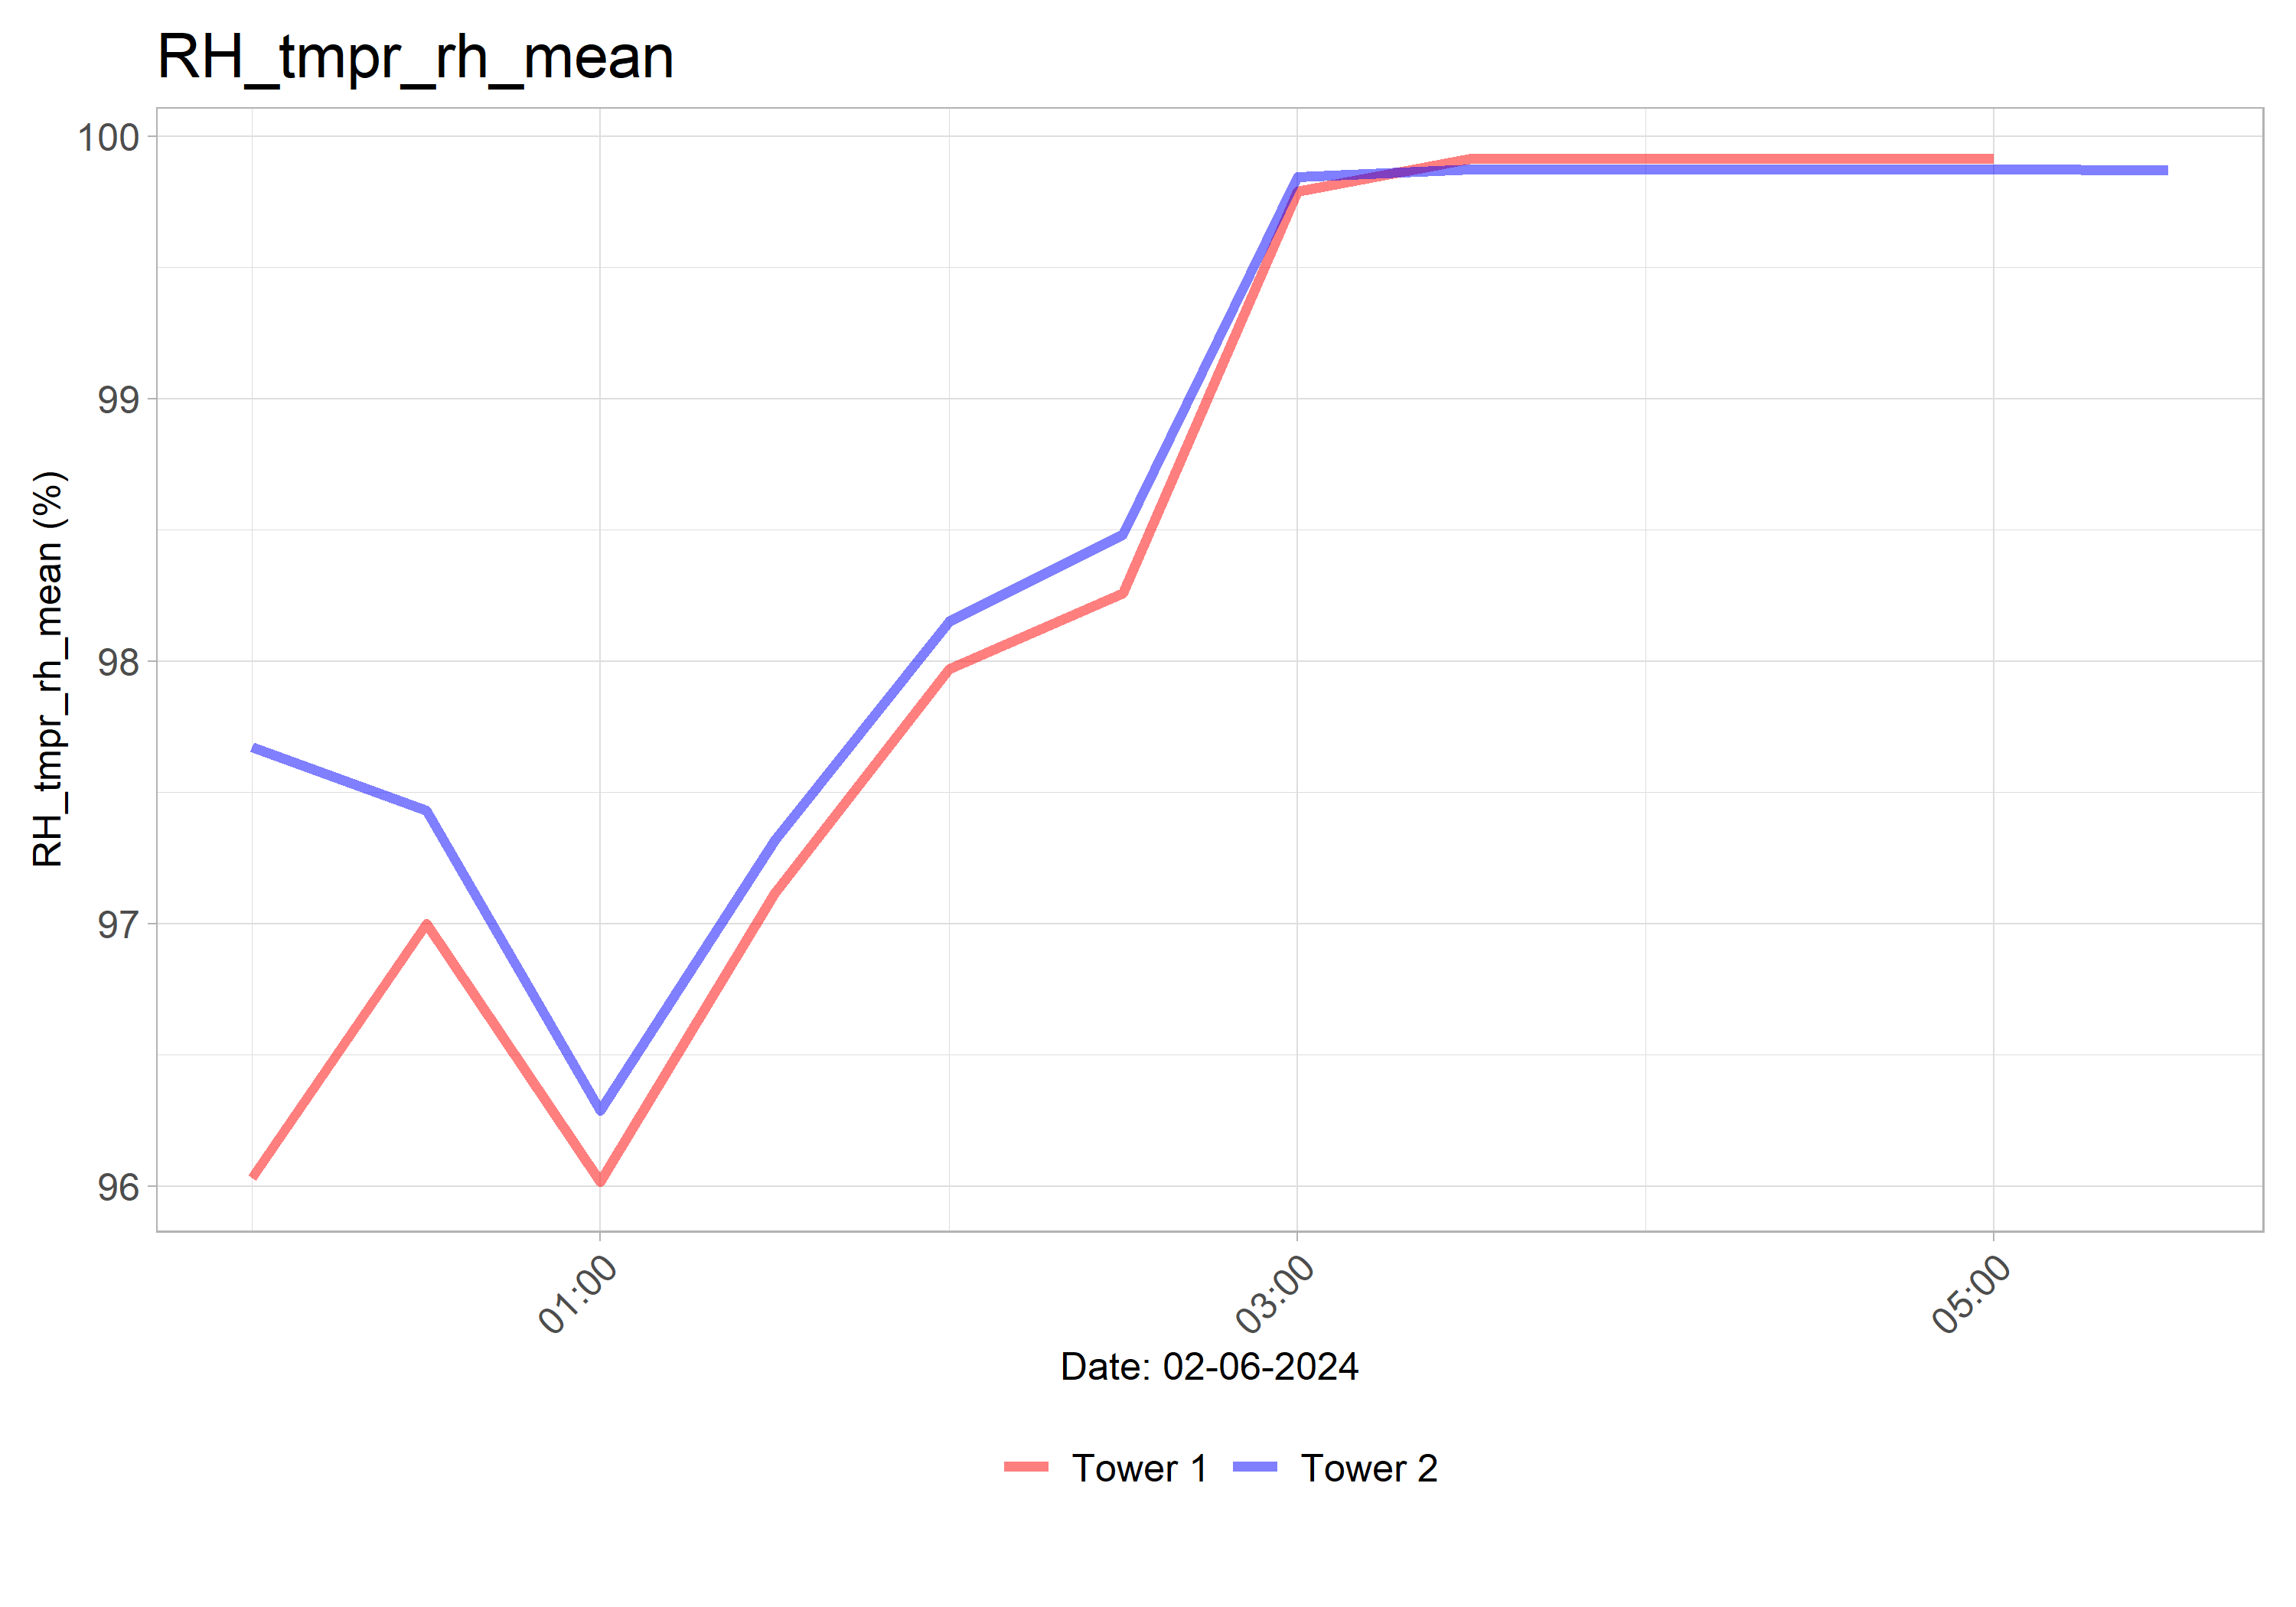 RH_tmpr_rh_mean
RH_tmpr_rh_mean (%)
100
99
98
97
96
01:00
03:00
05:00
Date: 02-06-2024
Tower 1
Tower 2